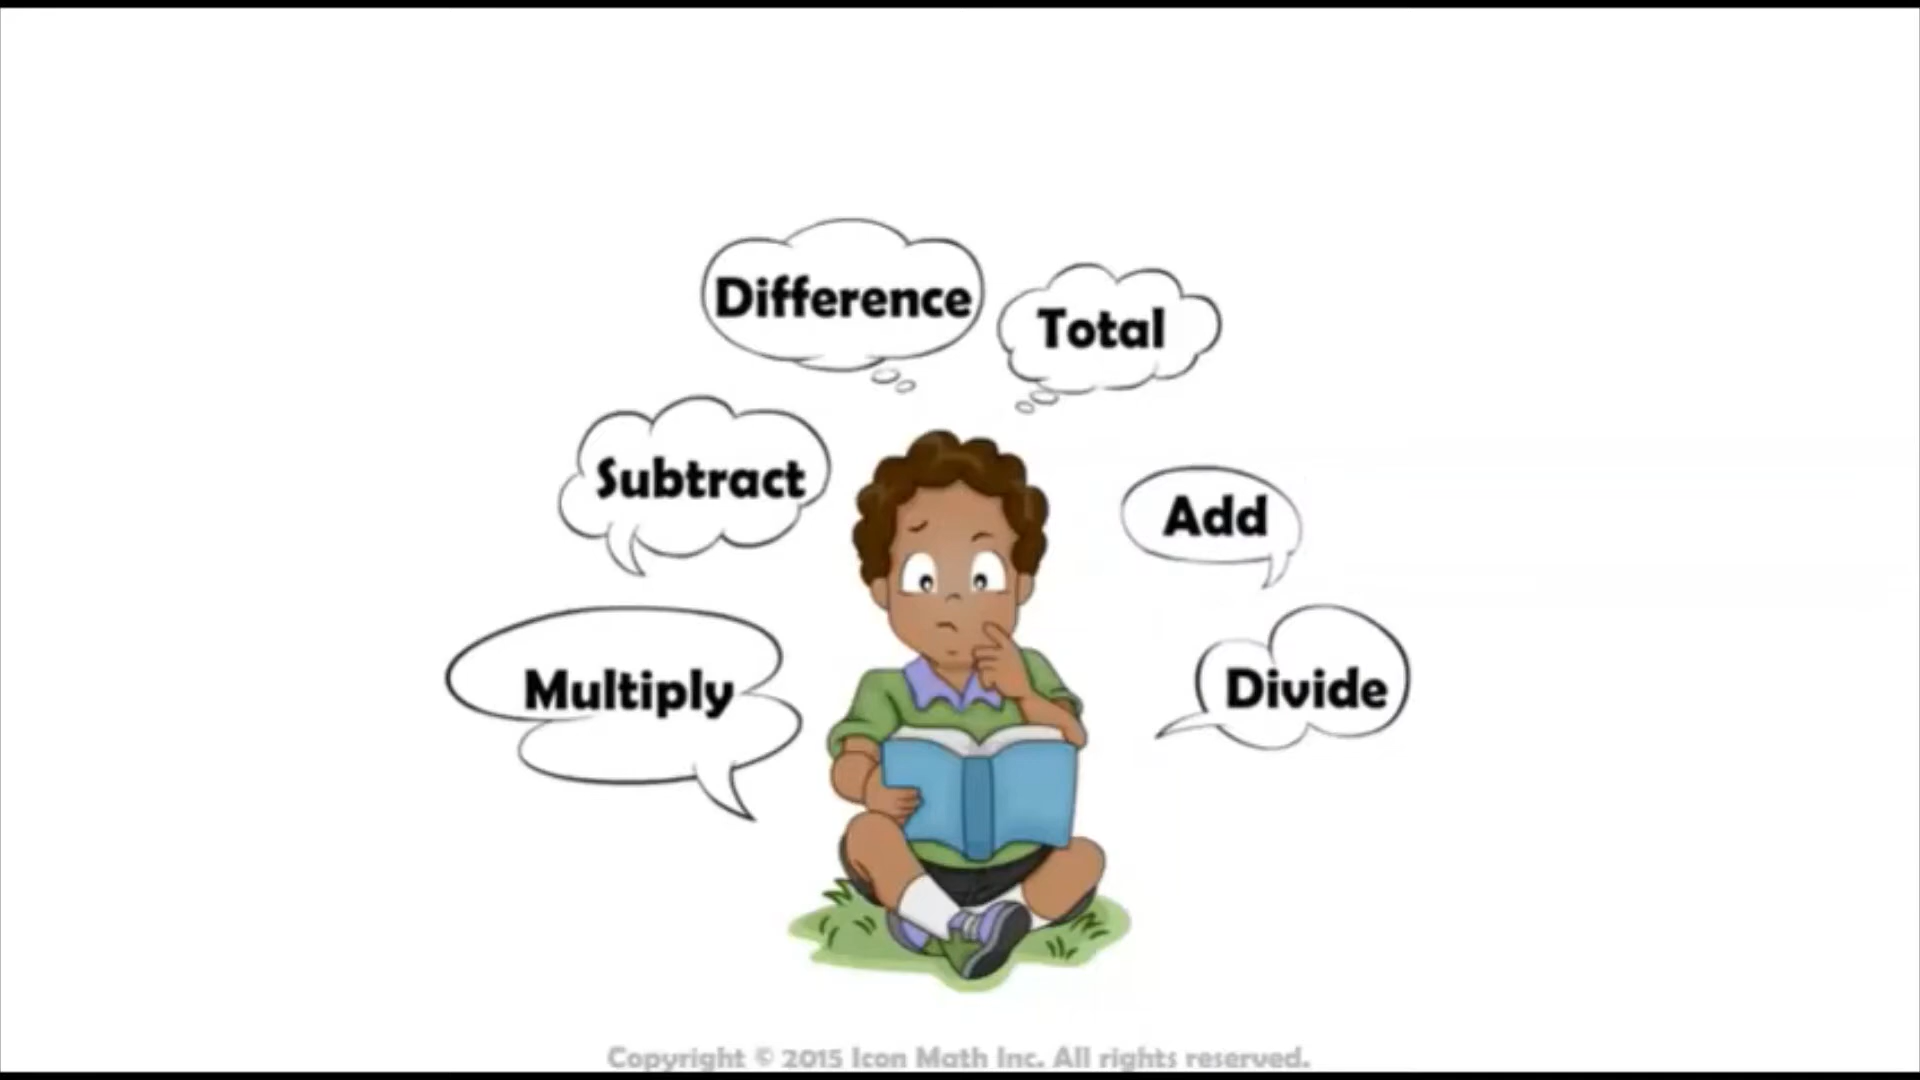 Difference
Total
Subtract
Add
Multiply
Divide
Copyright © 2015 Icon Math Inc. All rights reserved.